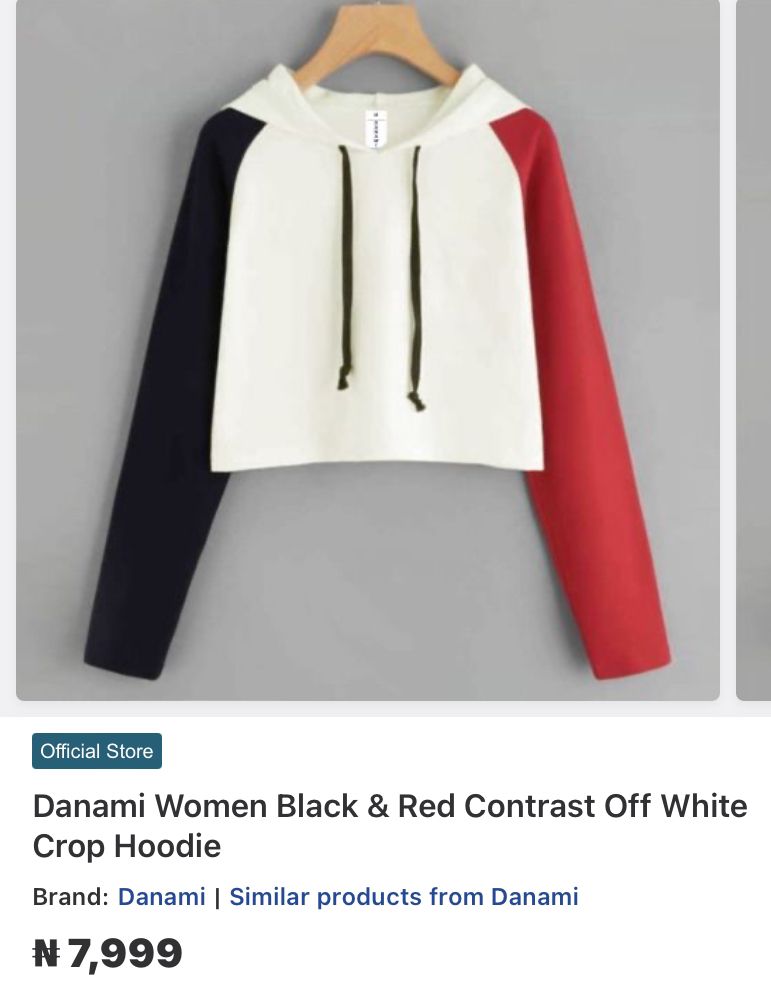 Official Store
Danami Women Black & Red Contrast Off White
Crop Hoodie
Brand: Danami | Similar products from Danami
₦ 7,999